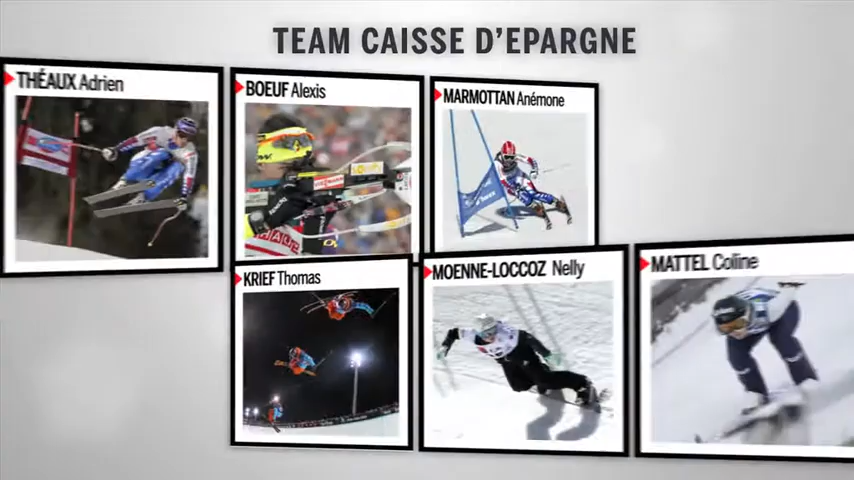 TEAM CAISSE D'EPARGNE
THÉAUX Adrien
BOEUF Alexis
MARMOTTAN Anémone
KRIEF Thomas
MOENNE-LOCCOZ Nelly
MATTEL Coline